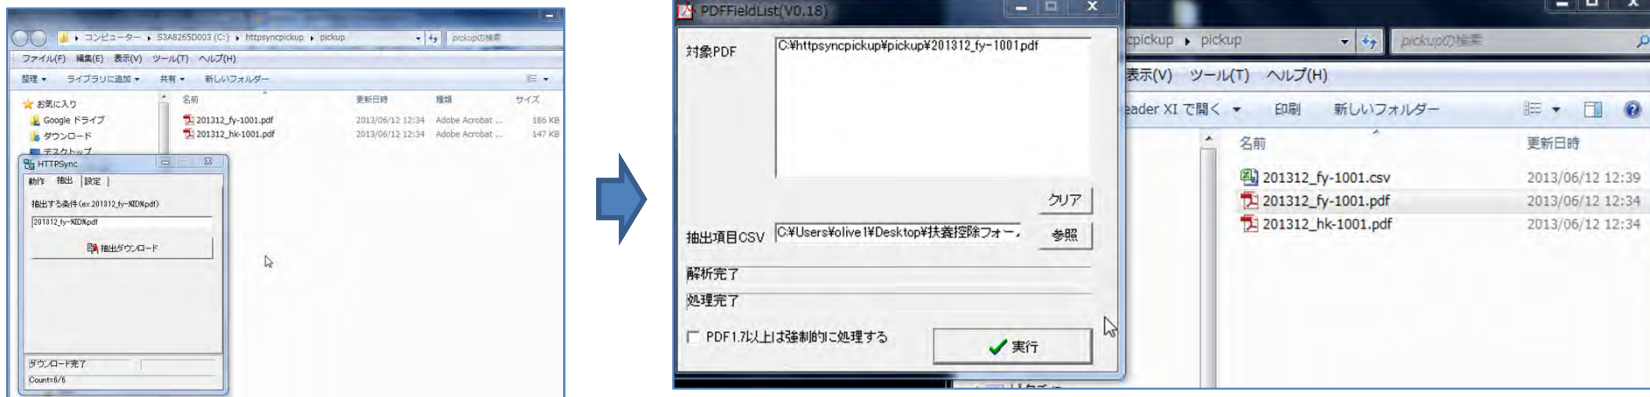 コンピューター ▸ S3A8265D003 (C:) ▸ httpsyncpickup ▸ pickup
pickupの検索
ファイル(F) 編集(E) 表示(V) ツール(T) ヘルプ(H)
整理 ライブラリに追加 共有 新しいフォルダー
お気に入り
Google ドライブ
ダウンロード
デスクトップ
名前 更新日時 種類 サイズ
201312_fy-1001.pdf 2013/06/12 12:34 Adobe Acrobat ... 186 KB
201312_hk-1001.pdf 2013/06/12 12:34 Adobe Acrobat ... 147 KB
HTTPSync
動作 抽出 設定
抽出する条件(ex.201312_fy-%ID%pdf)
201312_fy-%ID%pdf
抽出ダウンロード
ダウンロード完了
Count=6/6
PDFFieldList(V0.18)
対象PDF
C:¥httpsyncpickup¥pickup¥201312_fy-1001.pdf
クリア
抽出項目CSV
C:¥Users¥olive1¥Desktop¥扶養控除フォー
参照
解析完了
処理完了
PDF1.7以上は強制的に処理する
実行
cpickup ▸ pickup
pickupの検索
表示(V) ツール(T) ヘルプ(H)
eader XI で開く 印刷 新しいフォルダー
名前 更新日時
201312_fy-1001.csv 2013/06/12 12:39
201312_fy-1001.pdf 2013/06/12 12:34
201312_hk-1001.pdf 2013/06/12 12:34